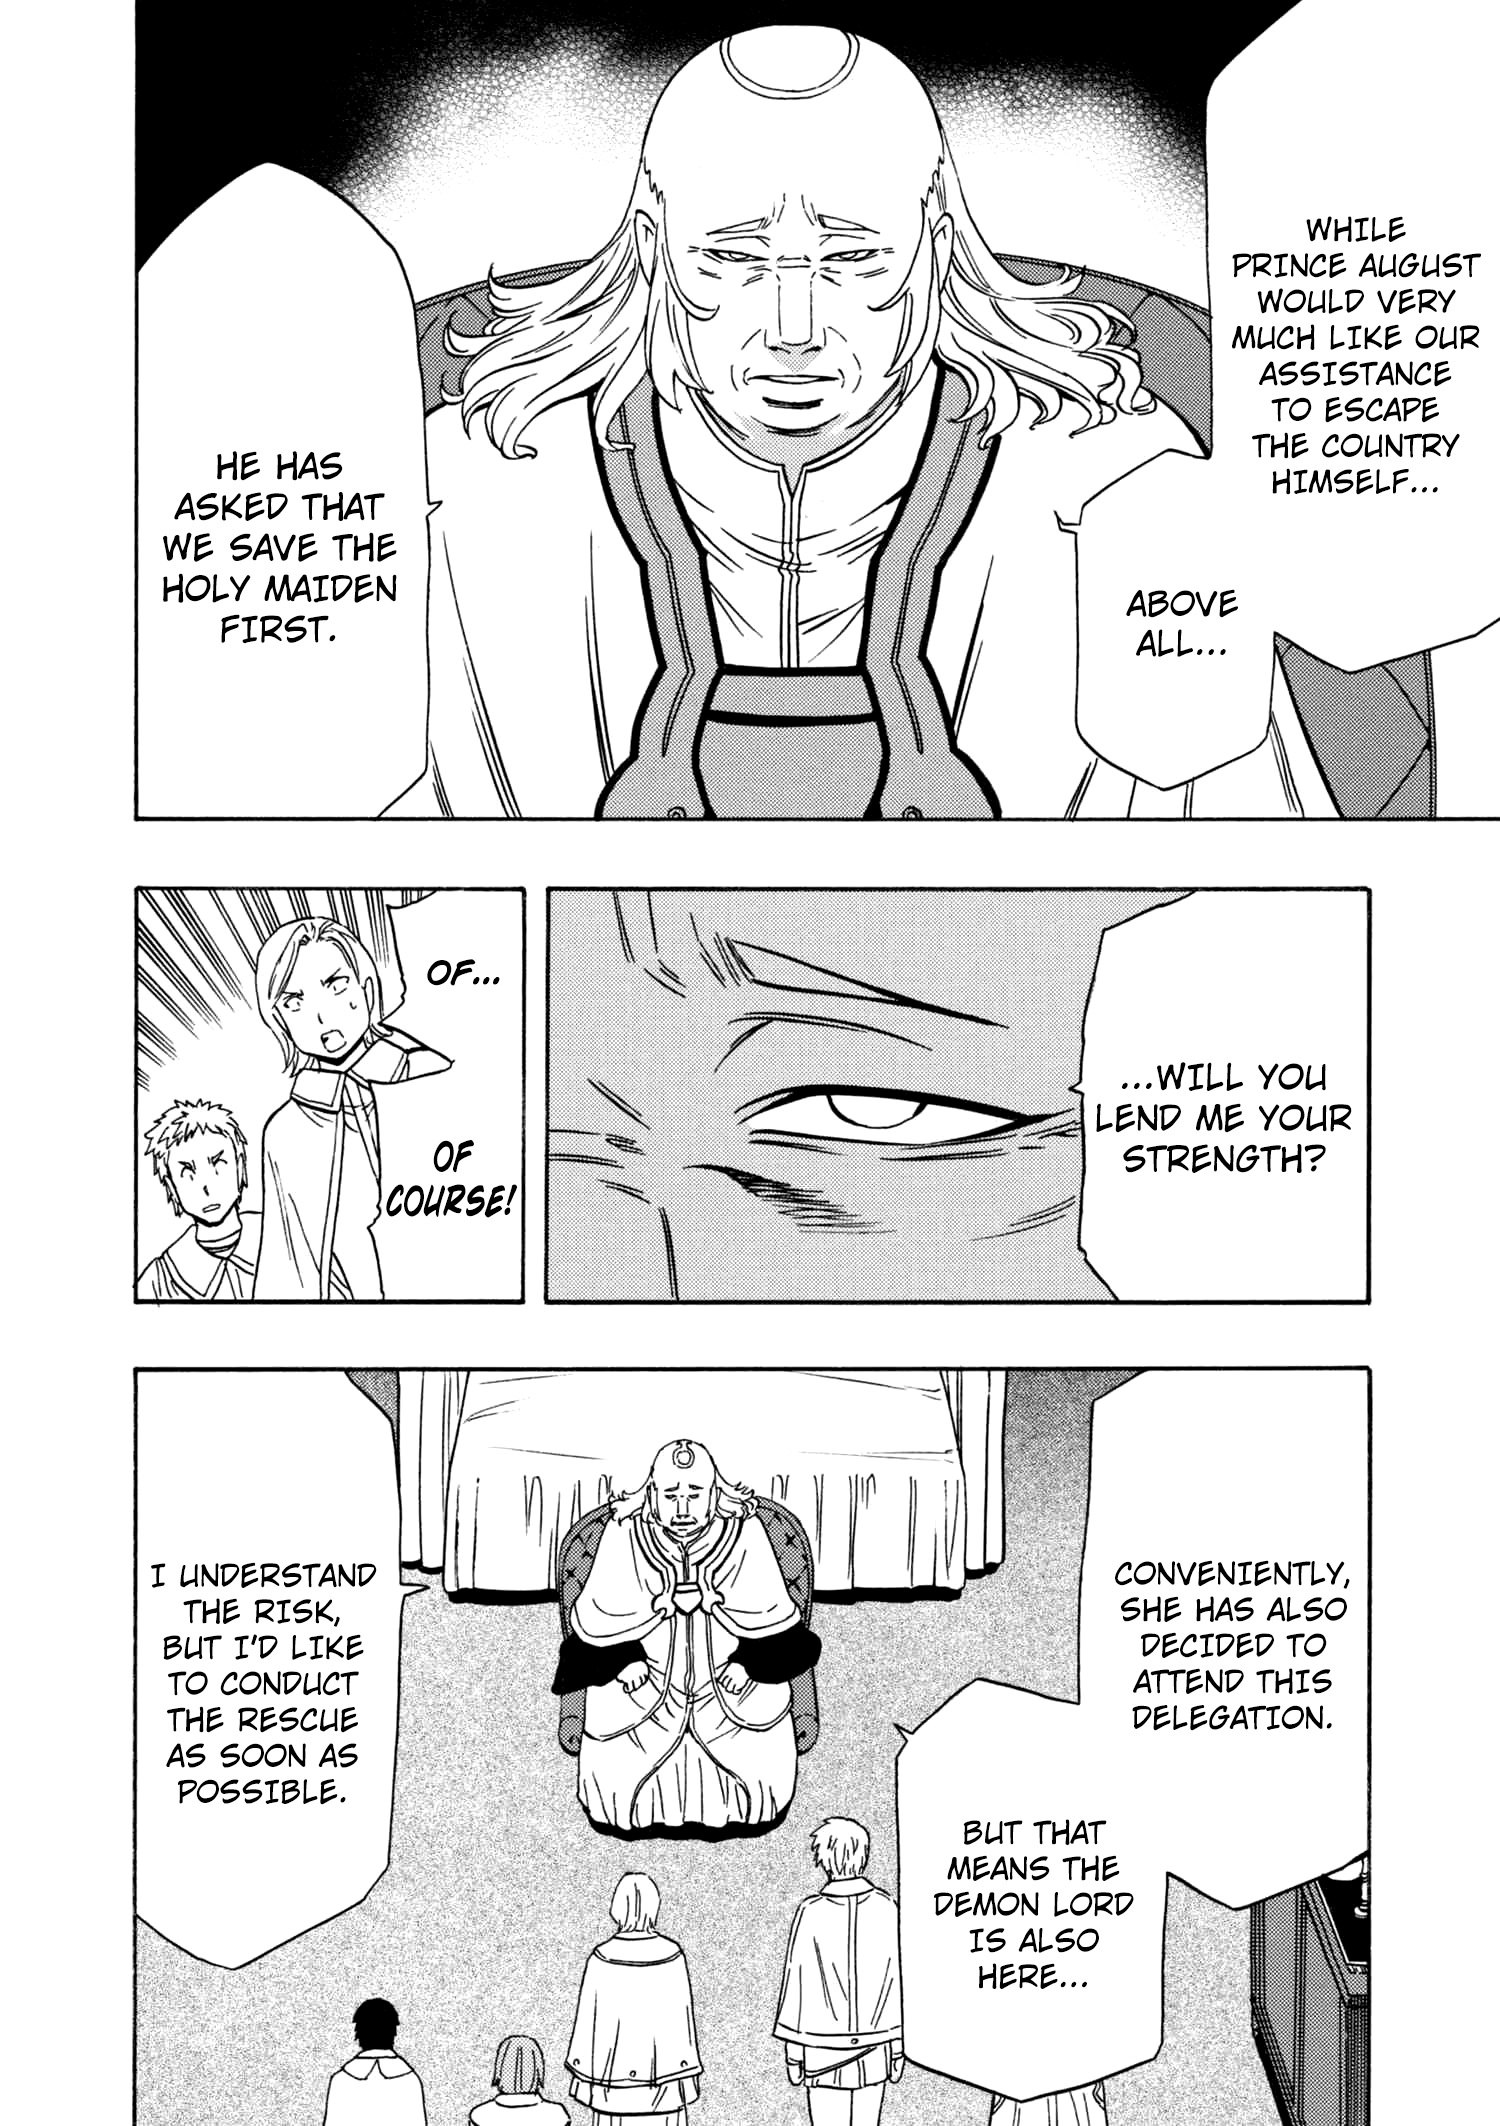 WHILE
PRINCE AUGUST
WOULD VERY
MUCH LIKE OUR
ASSISTANCE
TO ESCAPE
THE COUNTRY
HIMSELF...
ABOVE
ALL...
HE HAS
ASKED THAT
WE SAVE THE
HOLY MAIDEN
FIRST.
...WILL YOU
LEND ME YOUR
STRENGTH?
OF...
OF
COURSE!
CONVENIENTLY,
SHE HAS ALSO
DECIDED TO
ATTEND THIS
DELEGATION.
BUT THAT
MEANS THE
DEMON LORD
IS ALSO
HERE...
I UNDERSTAND
THE RISK,
BUT I'D LIKE
TO CONDUCT
THE RESCUE
AS SOON AS
POSSIBLE.